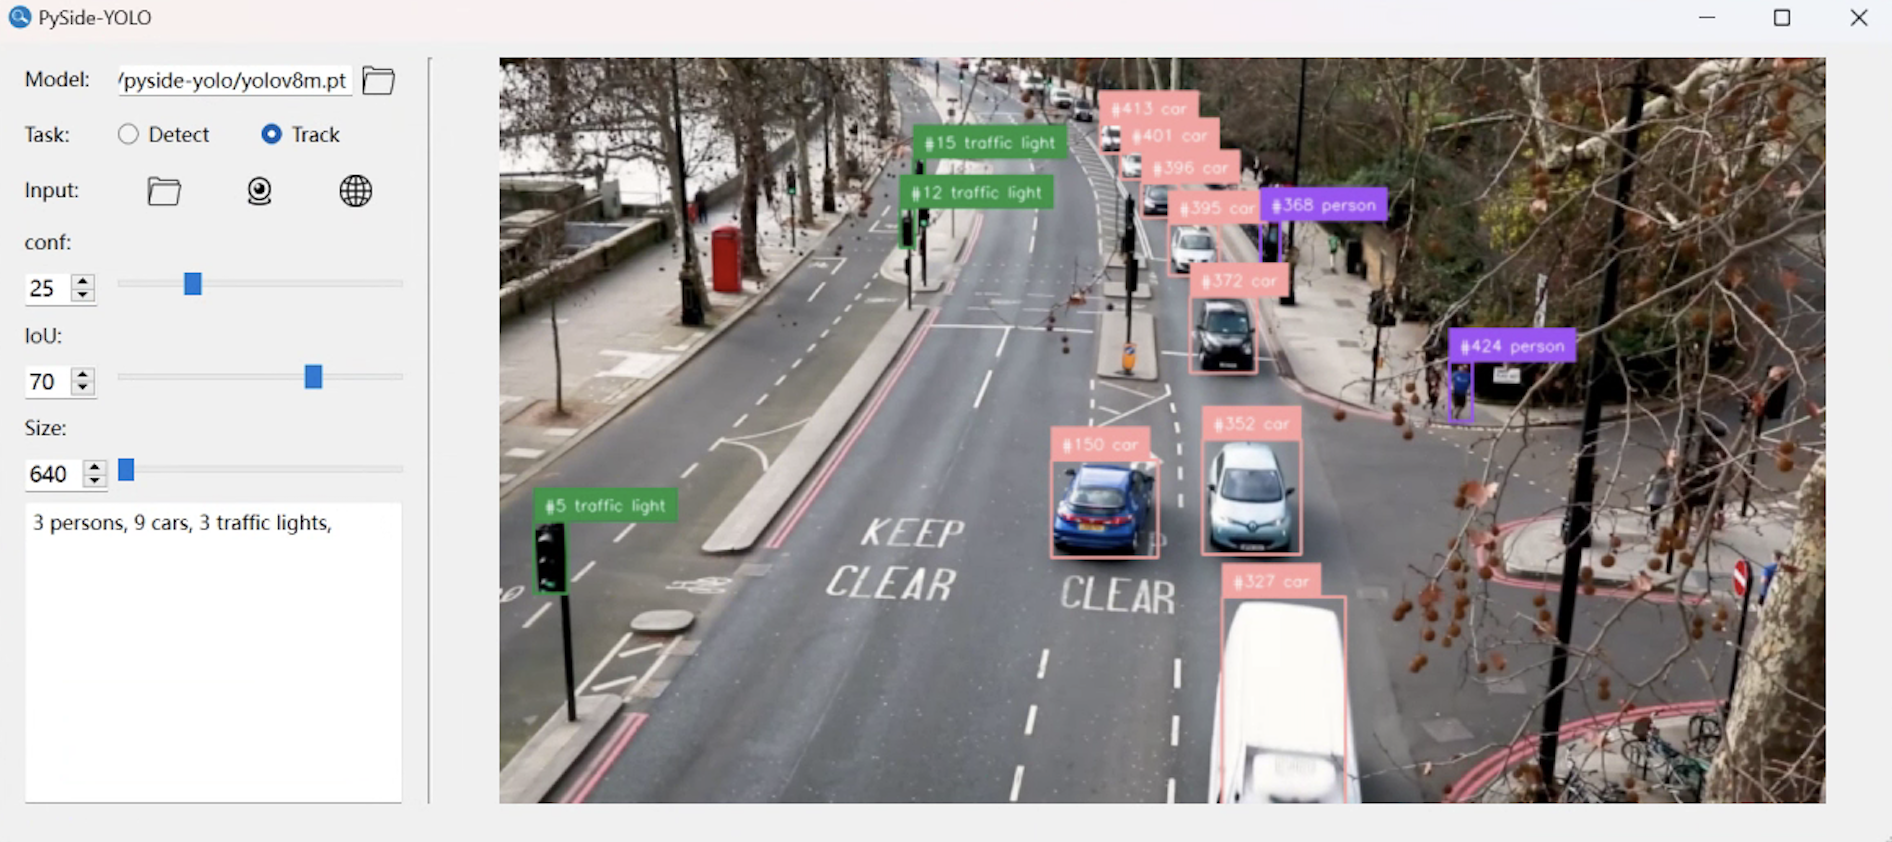 PySide-YOLO
Model: /pyside-yolo/yolov8m.pt
Task: Detect Track
Input:
conf:
25
IoU:
70
Size:
640
3 persons, 9 cars, 3 traffic lights,
#413 car
#401 car
#15 traffic light
#396 car
#12 traffic light
#395 car
#368 person
#372 car
#424 person
#352 car
#150 car
#5 traffic light
KEEP
CLEAR
CLEAR
#327 car